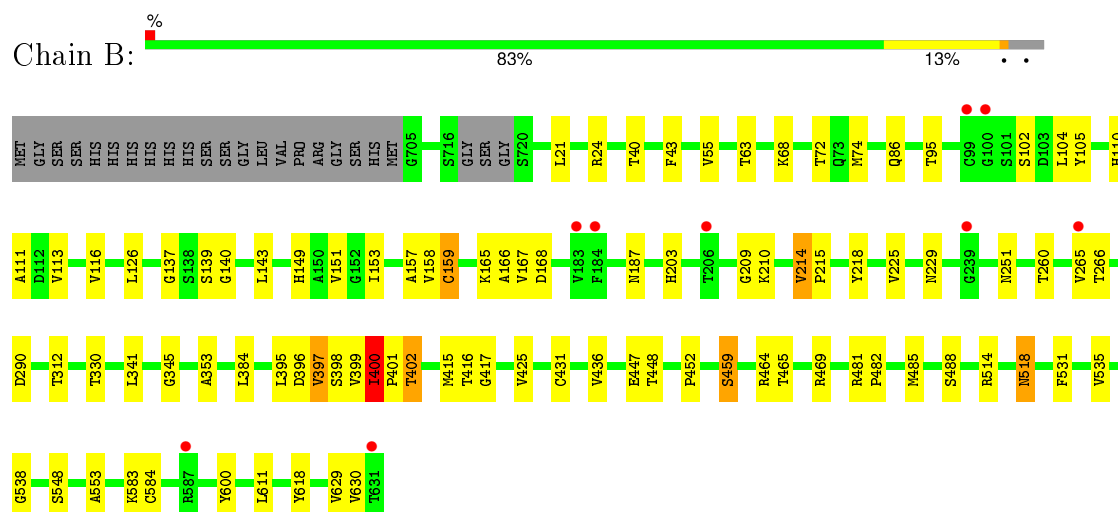 %
Chain B:
83% 13% • •
MET GLY SER SER HIS HIS HIS HIS HIS HIS SER SER GLY LEU VAL PRO ARG GLY SER HIS MET G705 S716 GLY SER GLY S720 L21 R24 T40 F43 V55 T63 K68 T72 Q73 M74 Q86 T95 C99 G100 S101 S102 D103 L104 Y105 H110
A111 D112 V113 V116 L126 G137 S138 S139 G140 L143 H149 A150 V151 G152 I153 A157 V158 C159 K165 A166 V167 D168 V183 F184 N187 H203 T206 G209 K210 V214 P215 Y218 V225 N229 G239 N251 T260 V265 T266
D290 T312 T330 L341 G345 A353 L384 L395 D396 V397 S398 V399 I400 P401 T402 M415 T416 G417 V425 C431 V436 E447 T448 P452 S459 R464 T465 R469 R481 P482 M485 S488 R514 N518 F531 V535
G538 S548 A553 K583 C584 R587 Y600 L611 Y618 V629 V630 T631